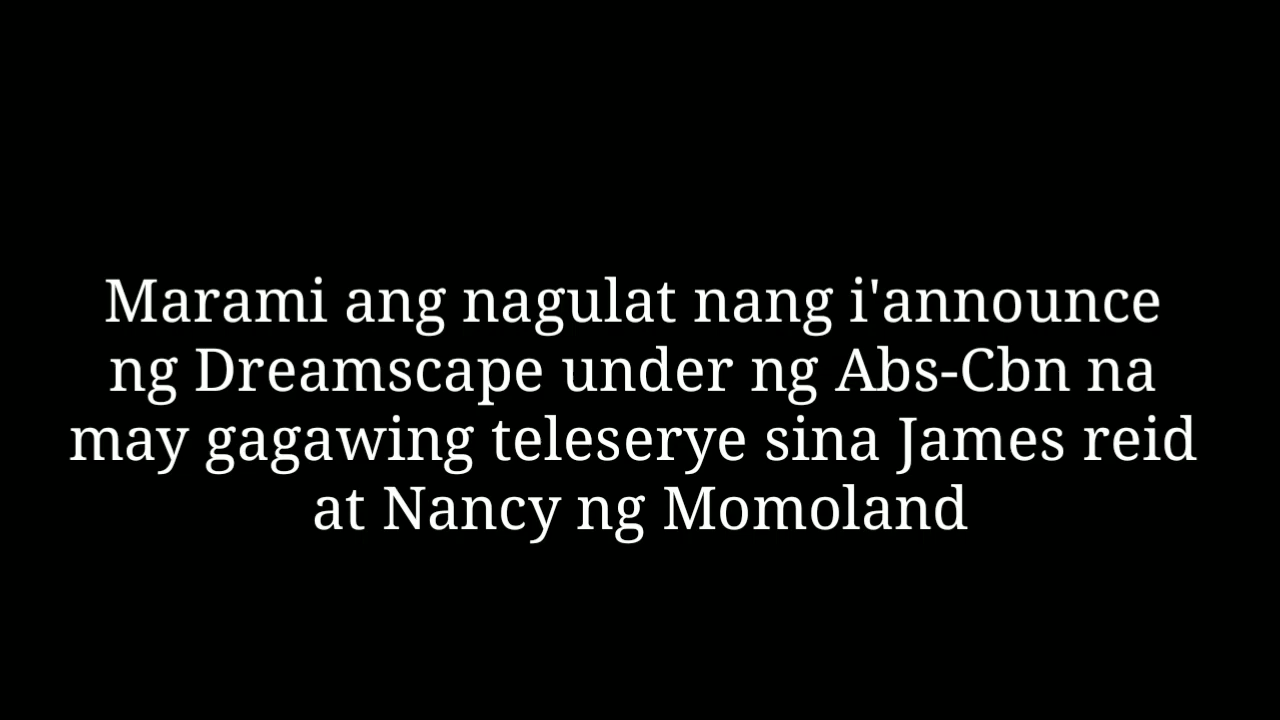 Marami ang nagulat nang i'announce
ng Dreamscape under ng Abs-Cbn na
may gagawing teleserye sina James reid
at Nancy ng Momoland